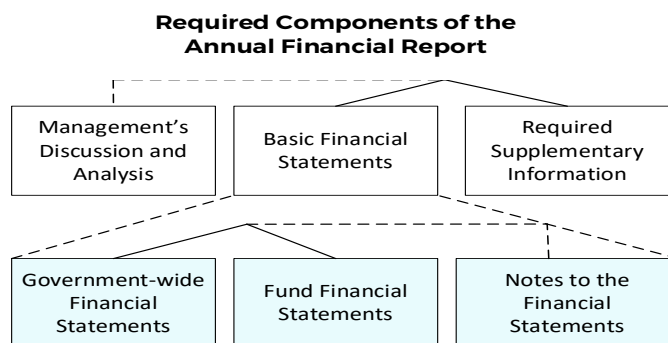 Required Components of the
Annual Financial Report
Management’s
Discussion and
Analysis
Basic Financial
Statements
Required
Supplementary
Information
Government-wide
Financial
Statements
Fund Financial
Statements
Notes to the
Financial
Statements